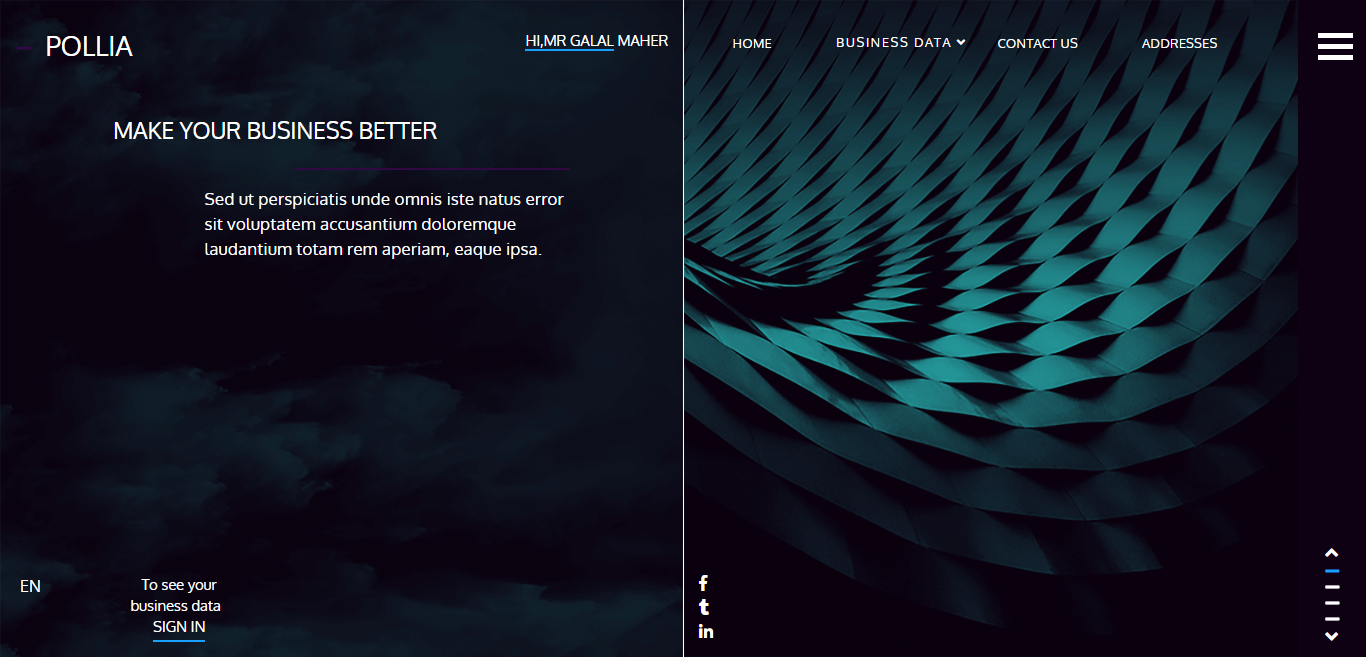 POLLIA
HI,MR GALAL MAHER
HOME
BUSINESS DATA
CONTACT US
ADDRESSES
MAKE YOUR BUSINESS BETTER
Sed ut perspiciatis unde omnis iste natus error
sit voluptatem accusantium doloremque
laudantium totam rem aperiam, eaque ipsa.
EN
To see your
business data
SIGN IN